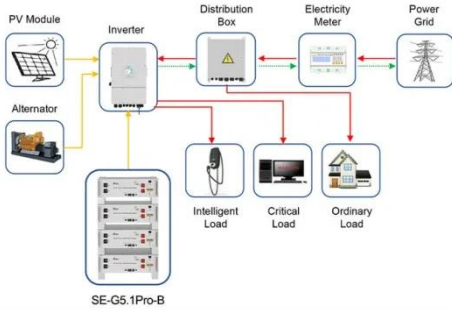 PV Module
Inverter
Distribution
Box
Electricity
Meter
Power
Grid
Alternator
Intelligent
Load
Critical
Load
Ordinary
Load
SE-G5.1Pro-B